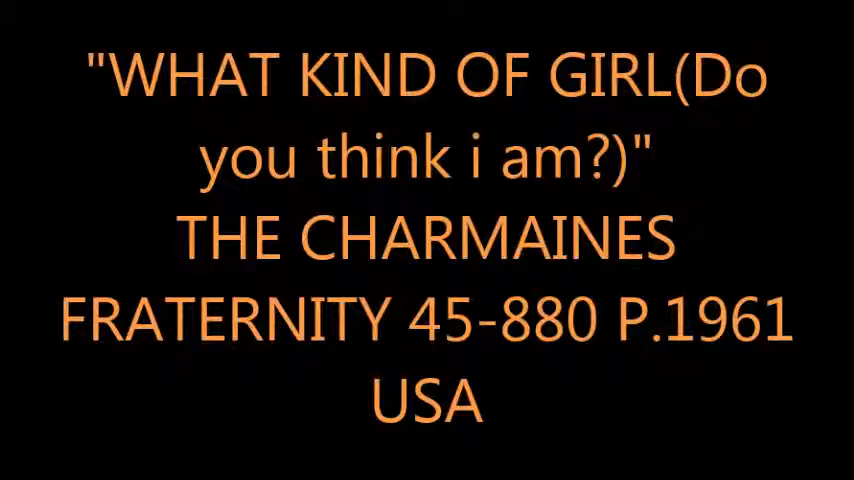 "WHAT KIND OF GIRL(Do
you think i am?)"
THE CHARMAINES
FRATERNITY 45-880 P.1961
USA